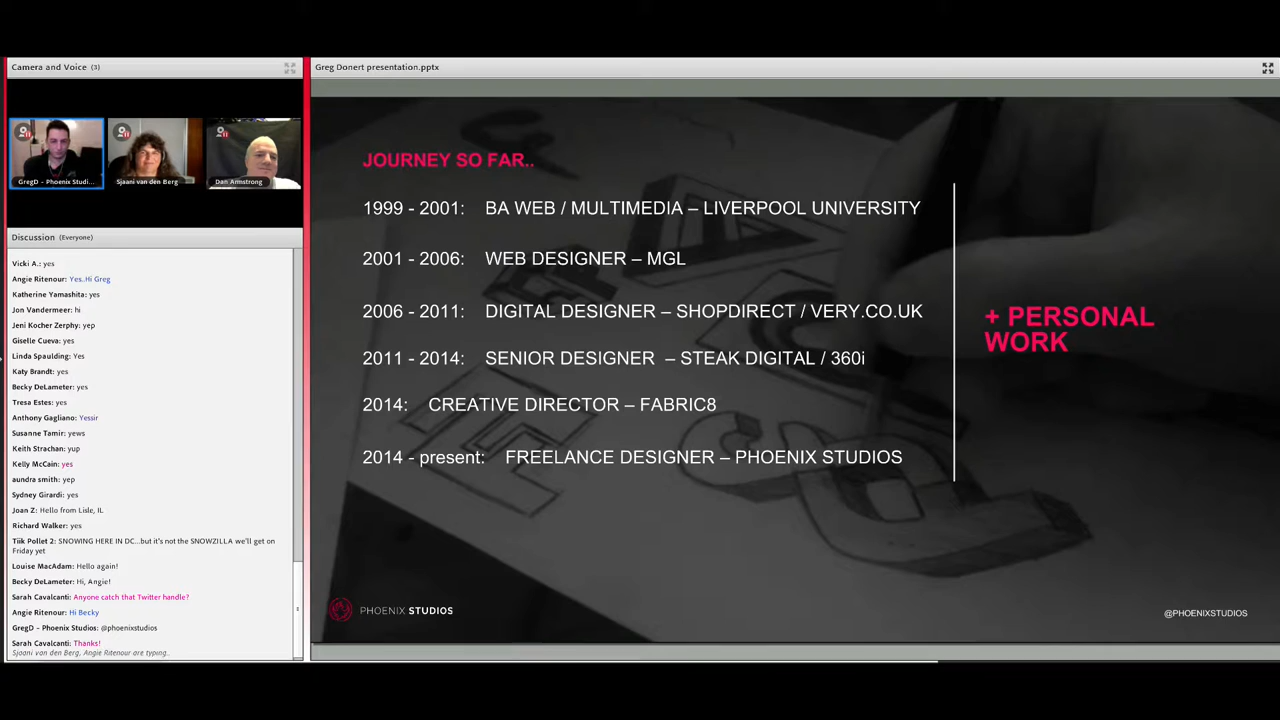 Camera and Voice (3)
GregD - Phoenix Studi...
Sjaani van den Berg
Dan Armstrong
Discussion (Everyone)
Vicki A.: yes
Angie Ritenour: Yes..Hi Greg
Katherine Yamashita: yes
Jon Vandermeer: hi
Jeni Kocher Zerphy: yep
Giselle Cueva: yes
Linda Spaulding: Yes
Katy Brandt: yes
Becky DeLameter: yes
Tresa Estes: yes
Anthony Gagliano: Yessir
Susanne Tamir: yews
Keith Strachan: yup
Kelly McCain: yes
aundra smith: yep
Sydney Girardi: yes
Joan Z: Hello from Lisle, IL
Richard Walker: yes
Tiik Pollet 2: SNOWING HERE IN DC...but it's not the SNOWZILLA we'll get on
Friday yet
Louise MacAdam: Hello again!
Becky DeLameter: Hi, Angie!
Sarah Cavalcanti: Anyone catch that Twitter handle?
Angie Ritenour: Hi Becky
GregD - Phoenix Studios: @phoenixstudios
Sarah Cavalcanti: Thanks!
Sjaani van den Berg, Angie Ritenour are typing..
Greg Donert presentation.pptx
JOURNEY SO FAR..
1999 - 2001: BA WEB / MULTIMEDIA – LIVERPOOL UNIVERSITY
2001 - 2006: WEB DESIGNER – MGL
2006 - 2011: DIGITAL DESIGNER – SHOPDIRECT / VERY.CO.UK
2011 - 2014: SENIOR DESIGNER – STEAK DIGITAL / 360i
2014: CREATIVE DIRECTOR – FABRIC8
2014 - present: FREELANCE DESIGNER – PHOENIX STUDIOS
+ PERSONAL
WORK
PHOENIX STUDIOS
@PHOENIXSTUDIOS